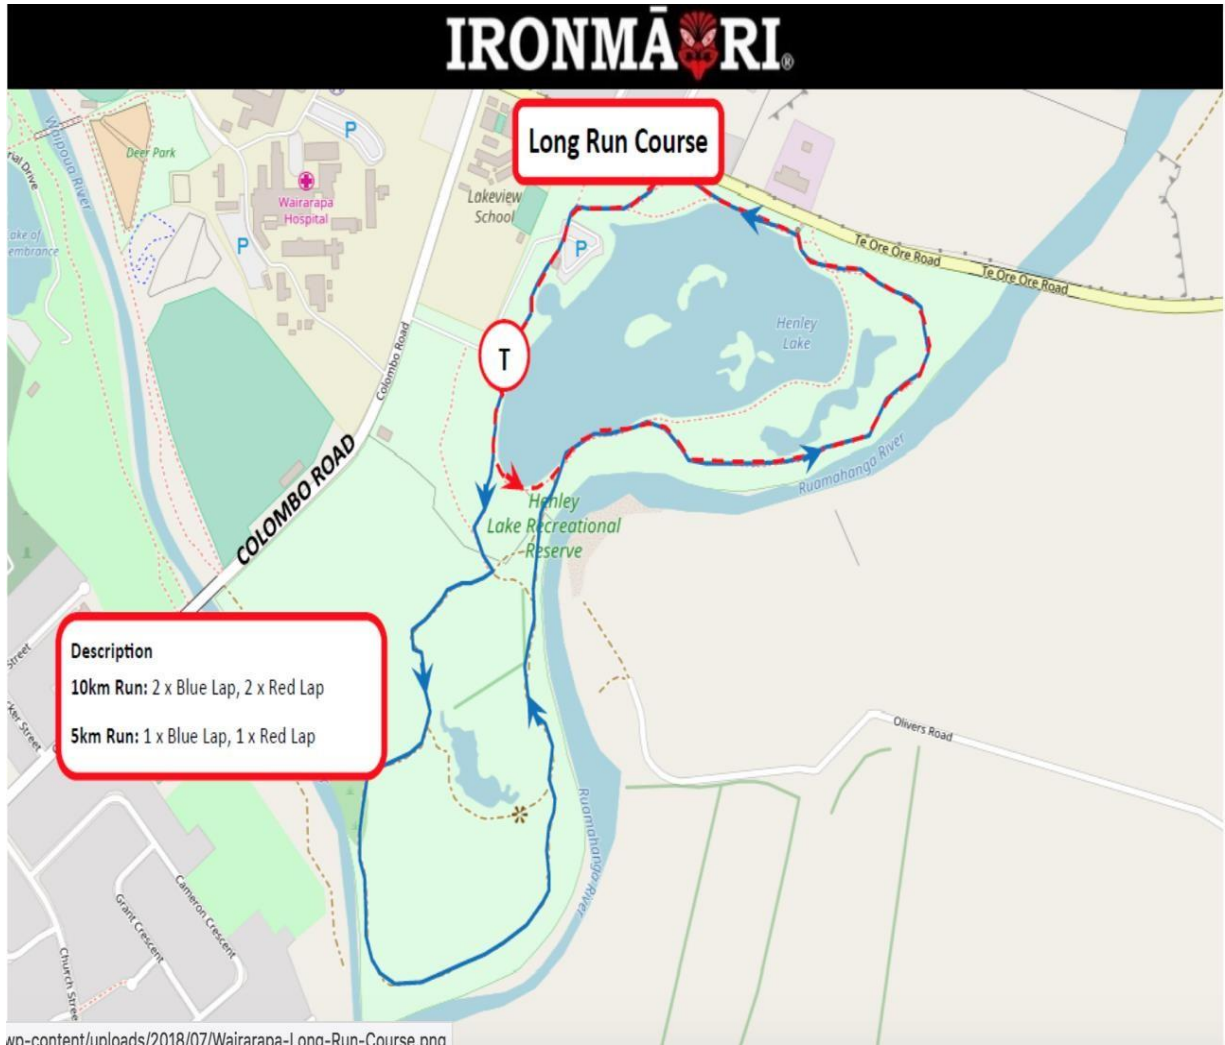 IRONMĀORI®
Long Run Course
Waipoua River
Deer Park
Wairarapa
Hospital
P
P
P
Lakeview
School
Te Ore Ore Road
Te Ore Ore Road
Henley
Lake
T
Colombo Road
COLOMBO ROAD
Ruamahanga River
Henley
Lake Recreational
Reserve
Description
10km Run: 2 x Blue Lap, 2 x Red Lap
5km Run: 1 x Blue Lap, 1 x Red Lap
Street
Olivers Road
Ruamahanga River
Cameron Crescent
Grant Crescent
Church Stree
wp-content/uploads/2018/07/Wairarapa-Long-Run-Course.png